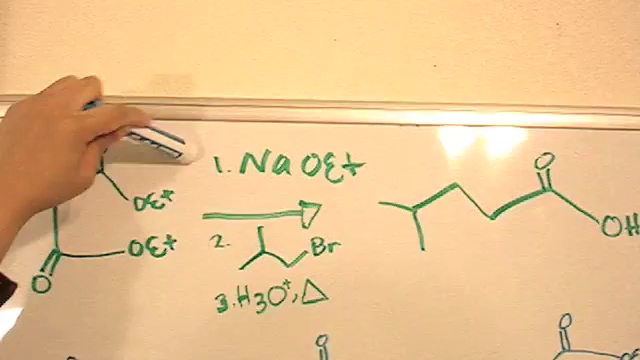 1. NaOEt
OEt
O
OH
OEt
2. Br
O
3. H3O+, △
O
O